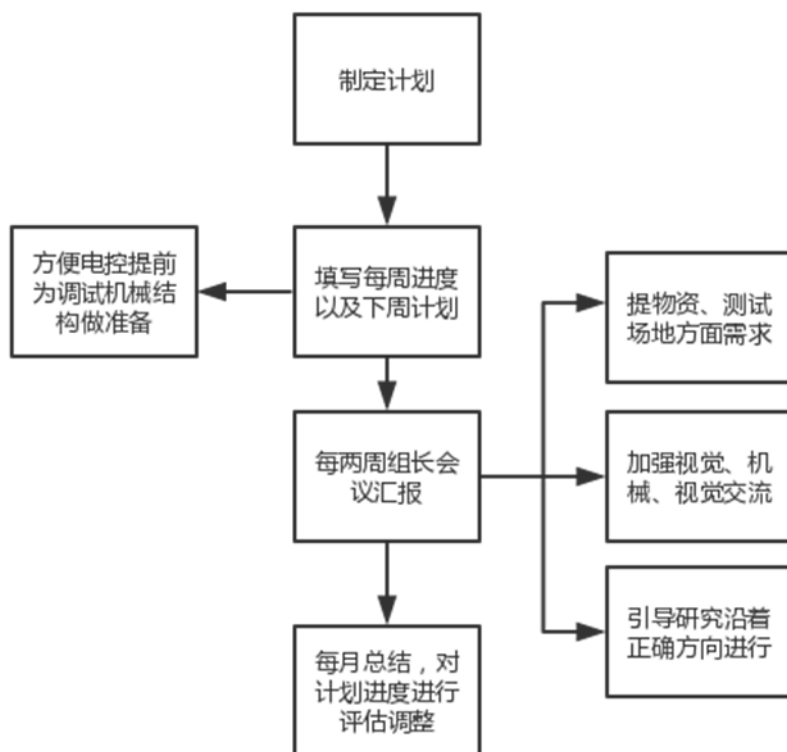 制定计划
方便电控提前
为调试机械结
构做准备
填写每周进度
以及下周计划
提物资、测试
场地方面需求
每两周组长会
议汇报
加强视觉、机
械、视觉交流
引导研究沿着
正确方向进行
每月总结，对
计划进度进行
评估调整